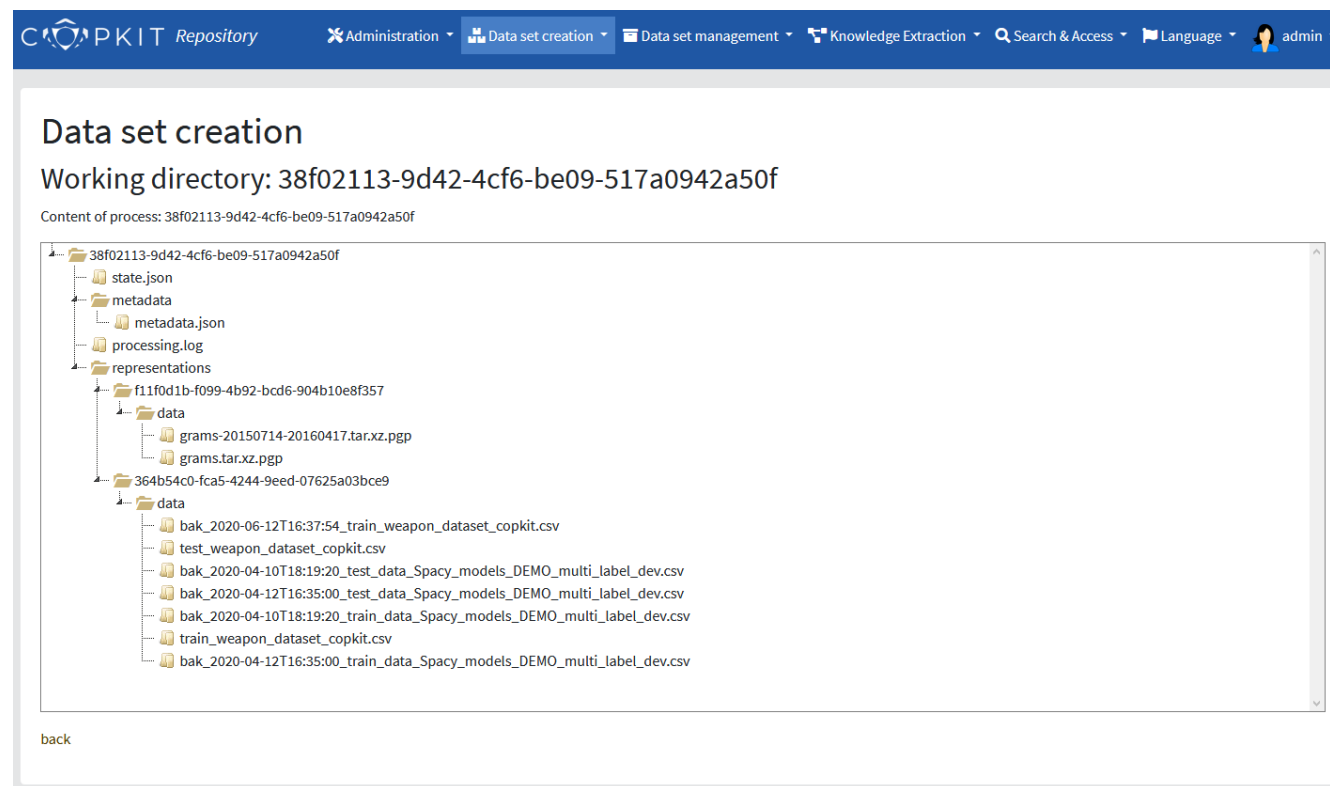 COPKIT Repository Administration Data set creation Data set management Knowledge Extraction Search & Access Language admin
Data set creation
Working directory: 38f02113-9d42-4cf6-be09-517a0942a50f
Content of process: 38f02113-9d42-4cf6-be09-517a0942a50f
38f02113-9d42-4cf6-be09-517a0942a50f
state.json
metadata
metadata.json
processing.log
representations
f11f0d1b-f099-4b92-bcd6-904b10e8f357
data
grams-20150714-20160417.tar.xz.pgp
grams.tar.xz.pgp
364b54c0-fca5-4244-9eed-07625a03bce9
data
bak_2020-06-12T16:37:54_train_weapon_dataset_copkit.csv
test_weapon_dataset_copkit.csv
bak_2020-04-10T18:19:20_test_data_Spacy_models_DEMO_multi_label_dev.csv
bak_2020-04-12T16:35:00_test_data_Spacy_models_DEMO_multi_label_dev.csv
bak_2020-04-10T18:19:20_train_data_Spacy_models_DEMO_multi_label_dev.csv
train_weapon_dataset_copkit.csv
bak_2020-04-12T16:35:00_train_data_Spacy_models_DEMO_multi_label_dev.csv
back